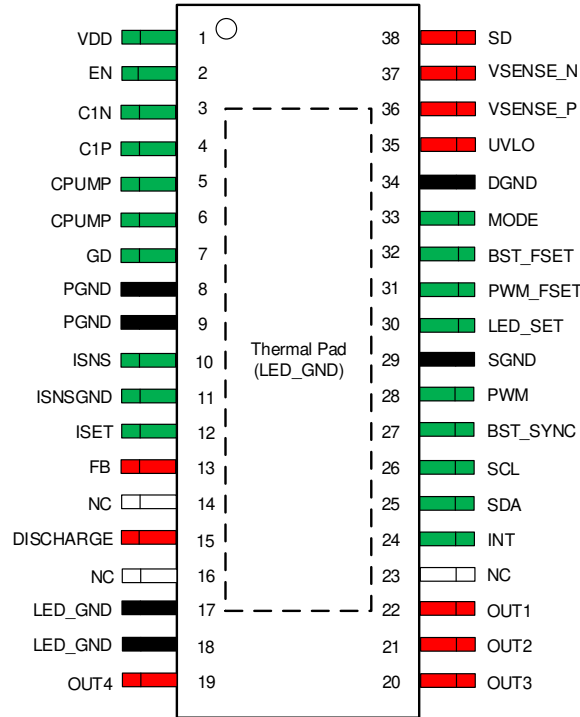 VDD 1 38 SD
EN 2 37 VSENSE_N
C1N 3 36 VSENSE_P
C1P 4 35 UVLO
CPUMP 5 34 DGND
CPUMP 6 33 MODE
GD 7 32 BST_FSET
PGND 8 31 PWM_FSET
PGND 9 30 LED_SET
Thermal Pad
(LED_GND)
ISNS 10 29 SGND
ISNSGND 11 28 PWM
ISET 12 27 BST_SYNC
FB 13 26 SCL
NC 14 25 SDA
DISCHARGE 15 24 INT
NC 16 23 NC
LED_GND 17 22 OUT1
LED_GND 18 21 OUT2
OUT4 19 20 OUT3